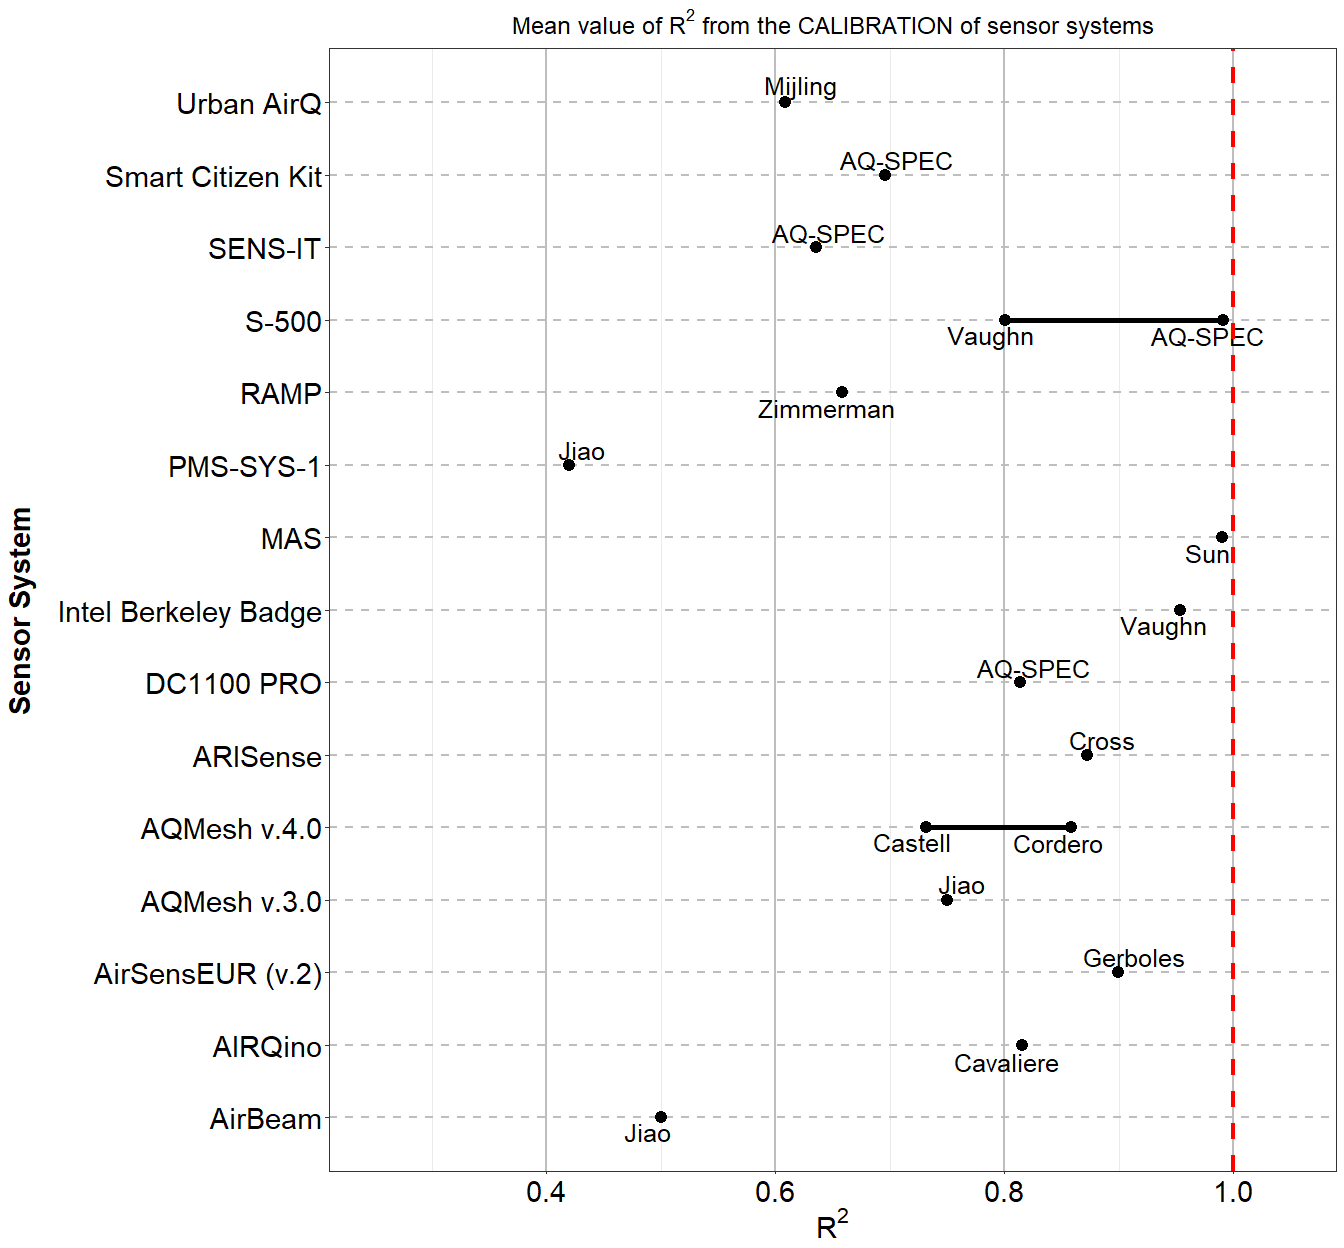 Mean value of R² from the CALIBRATION of sensor systems
Sensor System
Urban AirQ
Mijling
Smart Citizen Kit
AQ-SPEC
SENS-IT
AQ-SPEC
S-500
Vaughn
AQ-SPEC
RAMP
Zimmerman
PMS-SYS-1
Jiao
MAS
Sun
Intel Berkeley Badge
Vaughn
DC1100 PRO
AQ-SPEC
ARISense
Cross
AQMesh v.4.0
Castell
Cordero
AQMesh v.3.0
Jiao
AirSensEUR (v.2)
Gerboles
AIRQino
Cavaliere
AirBeam
Jiao
0.4 0.6 0.8 1.0
R²